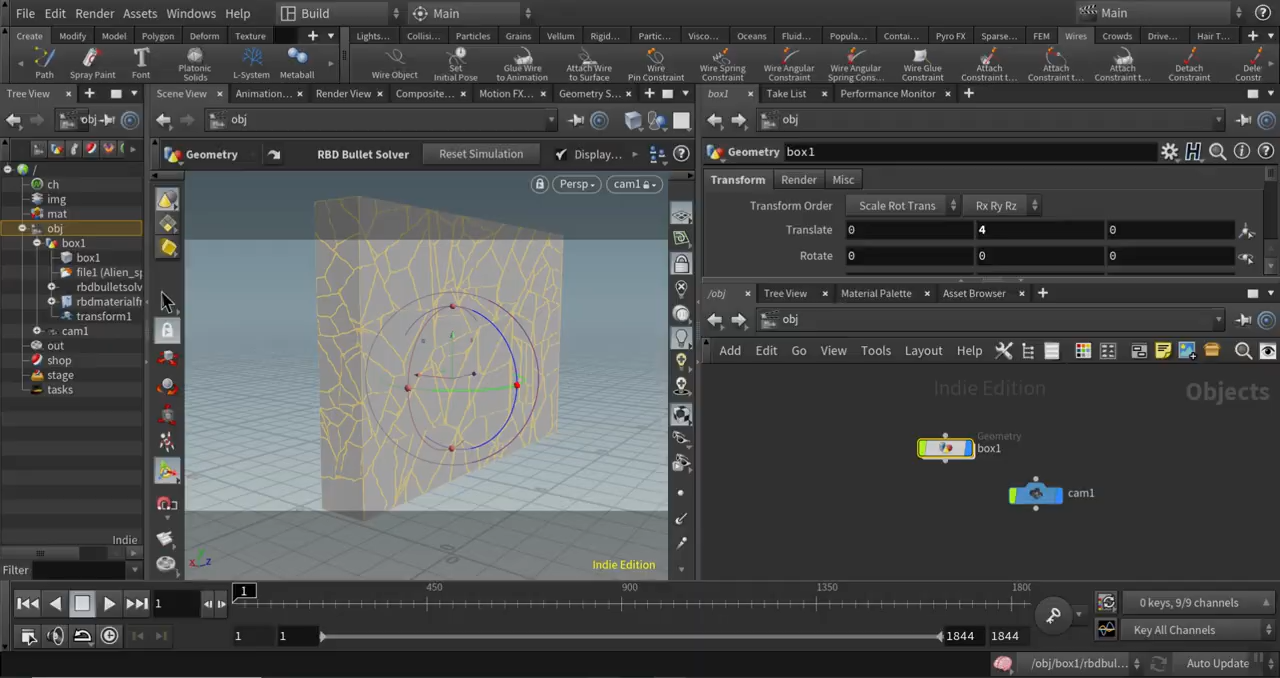 File Edit Render Assets Windows Help Build Main Main
Create Modify Model Polygon Deform Texture Lights... Collisi... Particles Grains Vellum Rigid... Partic... Visco... Oceans Fluid... Popula... Contai... Pyro FX Sparse... FEM Wires Crowds Drive... Hair T...
Path Spray Paint Font Platonic Solids L-System Metaball Wire Object Set Initial Pose Glue Wire to Animation Attach Wire to Surface Wire Pin Constraint Wire Spring Constraint Wire Angular Constraint Wire Angular Spring Cons... Wire Glue Constraint Attach Constraint Attach Constraint t... Attach Constraint t... Detach Constraint Dele Constr
Tree View Scene View Animation... Render View Composite... Motion FX... Geometry S... box1 Take List Performance Monitor
obj obj obj
Geometry RBD Bullet Solver Reset Simulation Display... Geometry box1
Persp cam1
Transform Render Misc
Transform Order Scale Rot Trans Rx Ry Rz
Translate 0 4 0
Rotate 0 0 0
/
ch
img
mat
obj
box1
box1
file1 (Alien_sp
rbdbulletsolv
rbdmaterialfr
transform1
cam1
out
shop
stage
tasks
Indie
Filter
x z
Indie Edition
/obj Tree View Material Palette Asset Browser
obj
Add Edit Go View Tools Layout Help
Indie Edition
Objects
Geometry
box1
cam1
1 1 450 900 1350 1800
1 1 1844 1844
0 keys, 9/9 channels
Key All Channels
/obj/box1/rbdbul... Auto Update